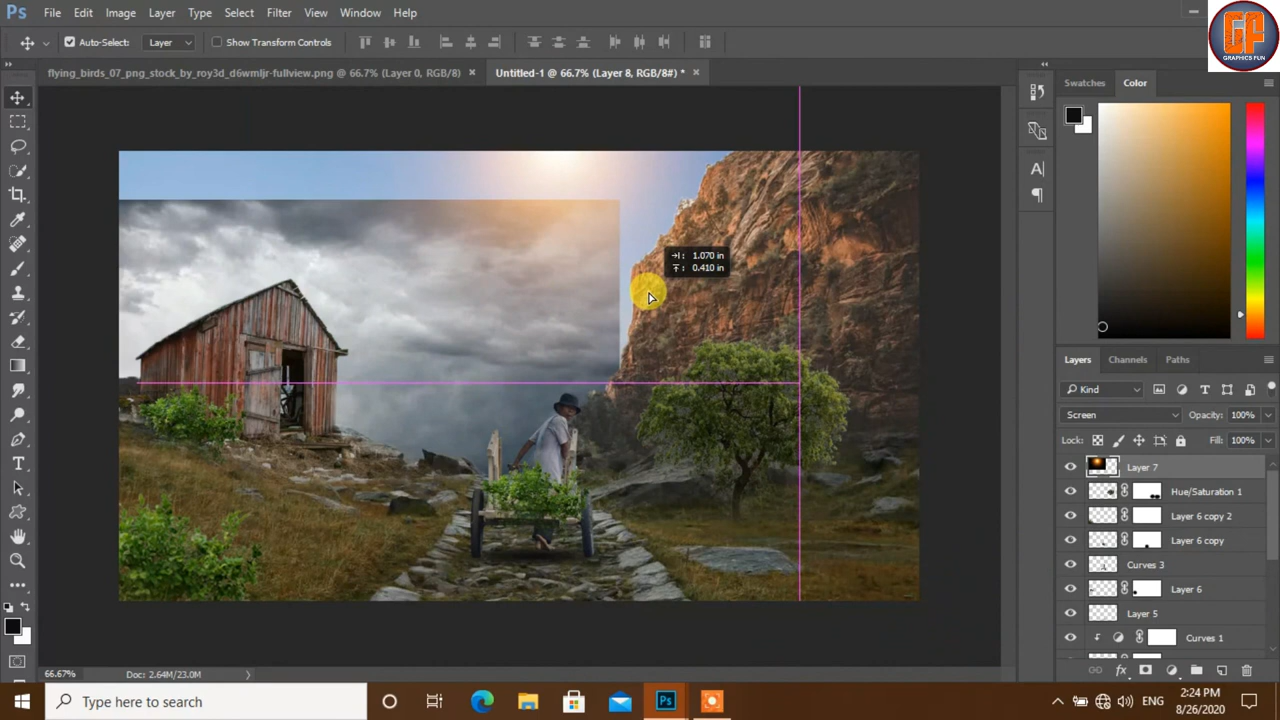 Ps File Edit Image Layer Type Select Filter View Window Help
Auto-Select: Layer Show Transform Controls
GF
GRAPHICS FUN
flying_birds_07_png_stock_by_roy3d_d6wmljr-fullview.png @ 66.7% (Layer 0, RGB/8) × Untitled-1 @ 66.7% (Layer 8, RGB/8#) * ×
Swatches Color
1.070 in
0.410 in
Layers Channels Paths
Kind
Screen Opacity: 100%
Lock: Fill: 100%
Layer 7
Hue/Saturation 1
Layer 6 copy 2
Layer 6 copy
Curves 3
Layer 6
Layer 5
Curves 1
66.67% Doc: 2.64M/23.0M
Type here to search
Ps
ENG
2:24 PM
8/26/2020